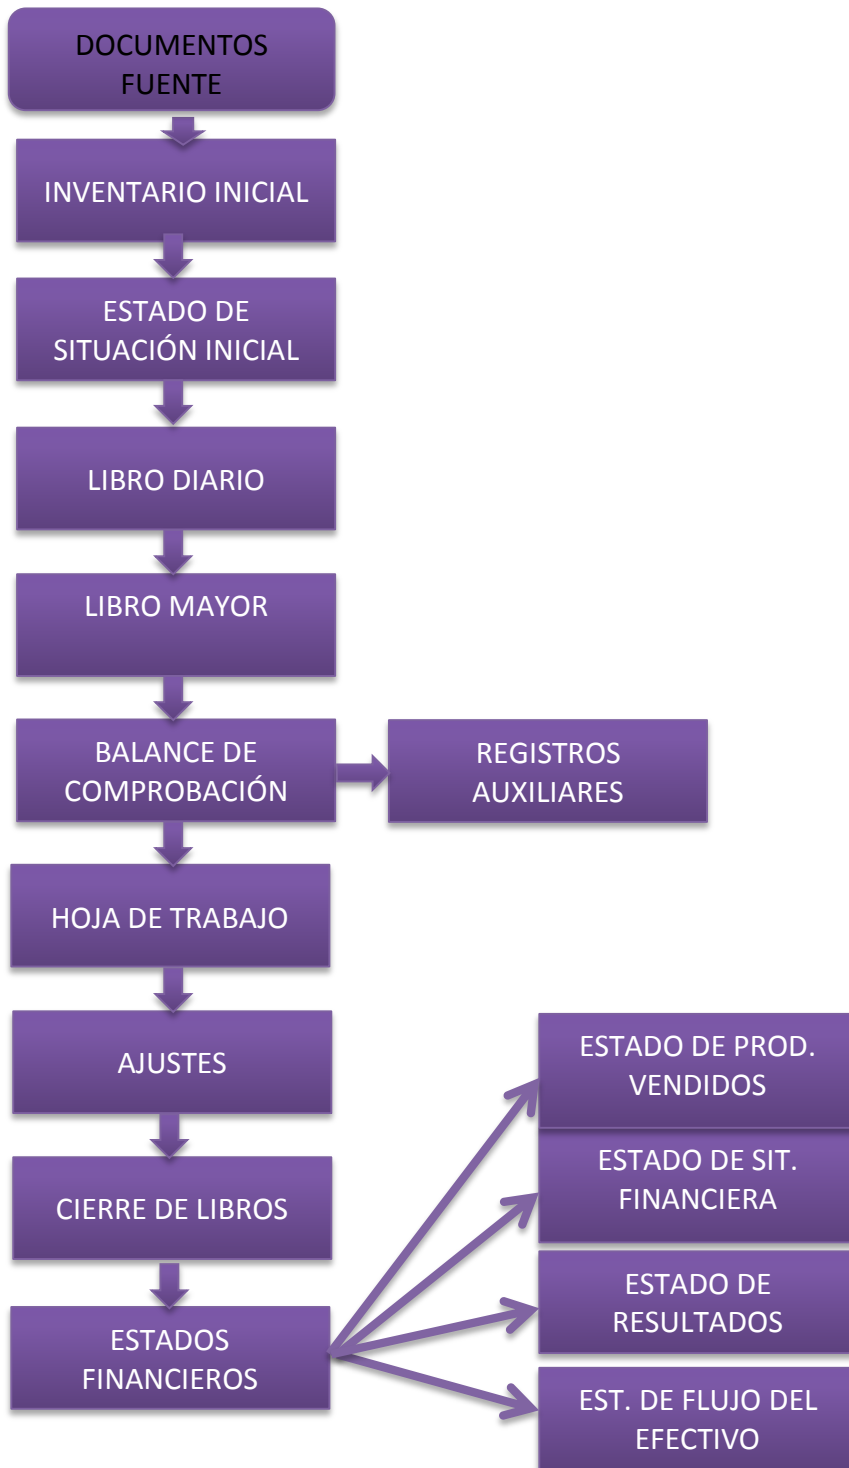 DOCUMENTOS
FUENTE
INVENTARIO INICIAL
ESTADO DE
SITUACIÓN INICIAL
LIBRO DIARIO
LIBRO MAYOR
BALANCE DE
COMPROBACIÓN
REGISTROS
AUXILIARES
HOJA DE TRABAJO
AJUSTES
CIERRE DE LIBROS
ESTADOS
FINANCIEROS
ESTADO DE PROD.
VENDIDOS
ESTADO DE SIT.
FINANCIERA
ESTADO DE
RESULTADOS
EST. DE FLUJO DEL
EFECTIVO